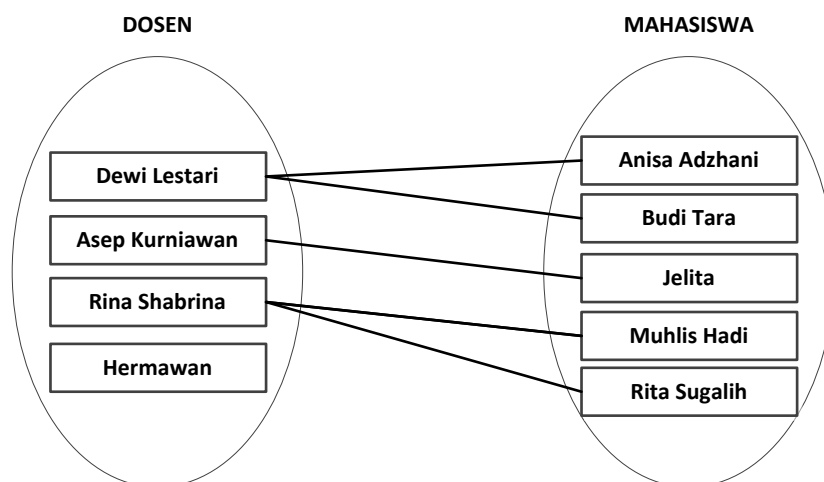 DOSEN
MAHASISWA
Dewi Lestari
Asep Kurniawan
Rina Shabrina
Hermawan
Anisa Adzhani
Budi Tara
Jelita
Muhlis Hadi
Rita Sugalih